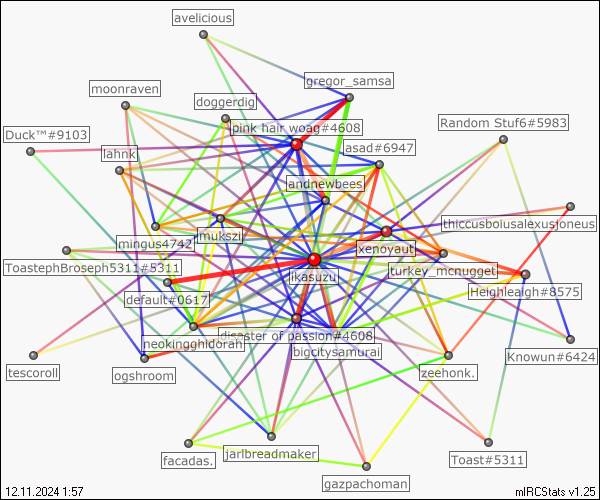 avelicious
gregor_samsa
moonraven
doggerdig
pink hair woag#4608
Random Stuf6#5983
Duck™#9103
asad#6947
lahnk
andnewbees
thiccusboiusalexusjoneus
mukszi
mingus4742
xenoyaut
ToastephBroseph5311#5311
turkey_mcnugget
likasuzu
Heighleaigh#8575
default#0617
disaster of passion#4608
neokingghidorah
bigcitysamurai
Knowun#6424
tescoroll
ogshroom
zeehonk.
facadas.
jarlbreadmaker
Toast#5311
gazpachoman
12.11.2024 1:57
mIRCStats v1.25